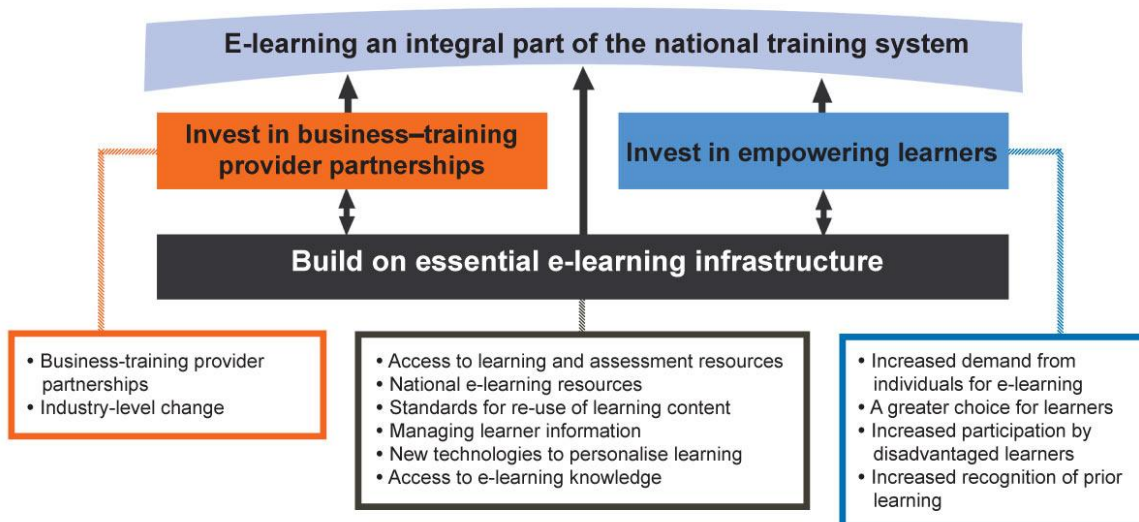 E-learning an integral part of the national training system
Invest in business–training
provider partnerships
Invest in empowering learners
Build on essential e-learning infrastructure
• Business-training provider
partnerships
• Industry-level change
• Access to learning and assessment resources
• National e-learning resources
• Standards for re-use of learning content
• Managing learner information
• New technologies to personalise learning
• Access to e-learning knowledge
• Increased demand from
individuals for e-learning
• A greater choice for learners
• Increased participation by
disadvantaged learners
• Increased recognition of prior
learning